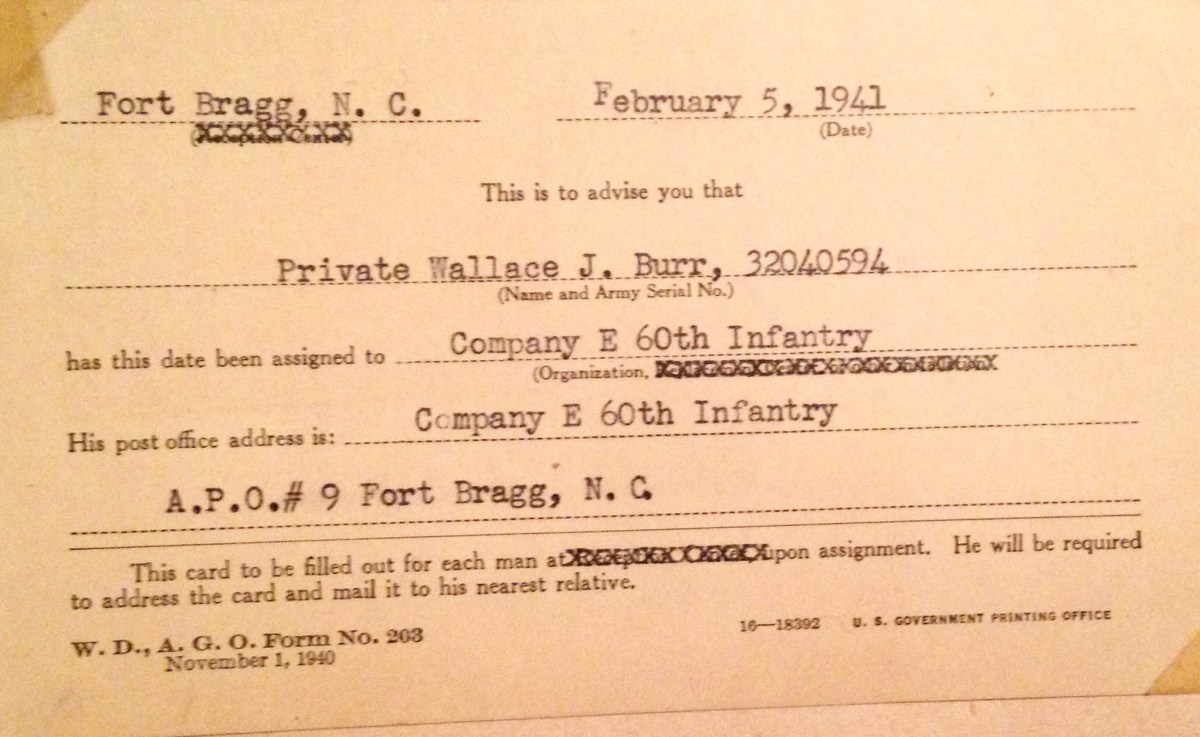 Fort Bragg, N. C. February 5, 1941
(Reception Center) (Date)
This is to advise you that
Private Wallace J. Burr, 32040594
(Name and Army Serial No.)
has this date been assigned to Company E 60th Infantry
(Organization,
His post office address is: Company E 60th Infantry
A.P.O.# 9 Fort Bragg, N. C.
This card to be filled out for each man at upon assignment. He will be required
to address the card and mail it to his nearest relative.
W. D., A. G. O. Form No. 203
November 1, 1940
16—18392 U. S. GOVERNMENT PRINTING OFFICE